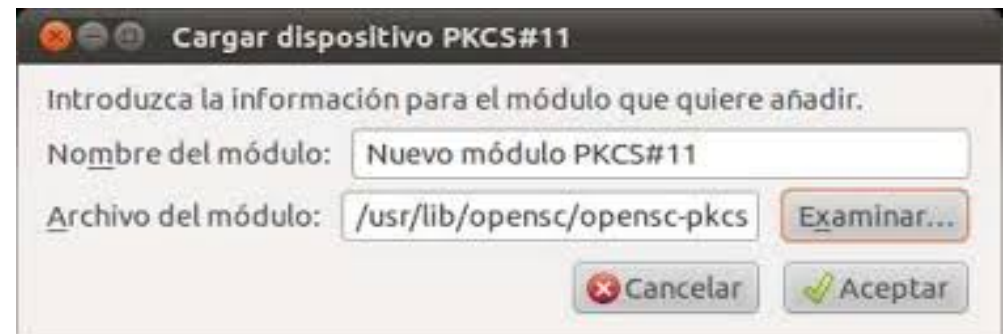 Cargar dispositivo PKCS#11
Introduzca la información para el módulo que quiere añadir.
Nombre del módulo: Nuevo módulo PKCS#11
Archivo del módulo: /usr/lib/opensc/opensc-pkcs Examinar...
Cancelar Aceptar